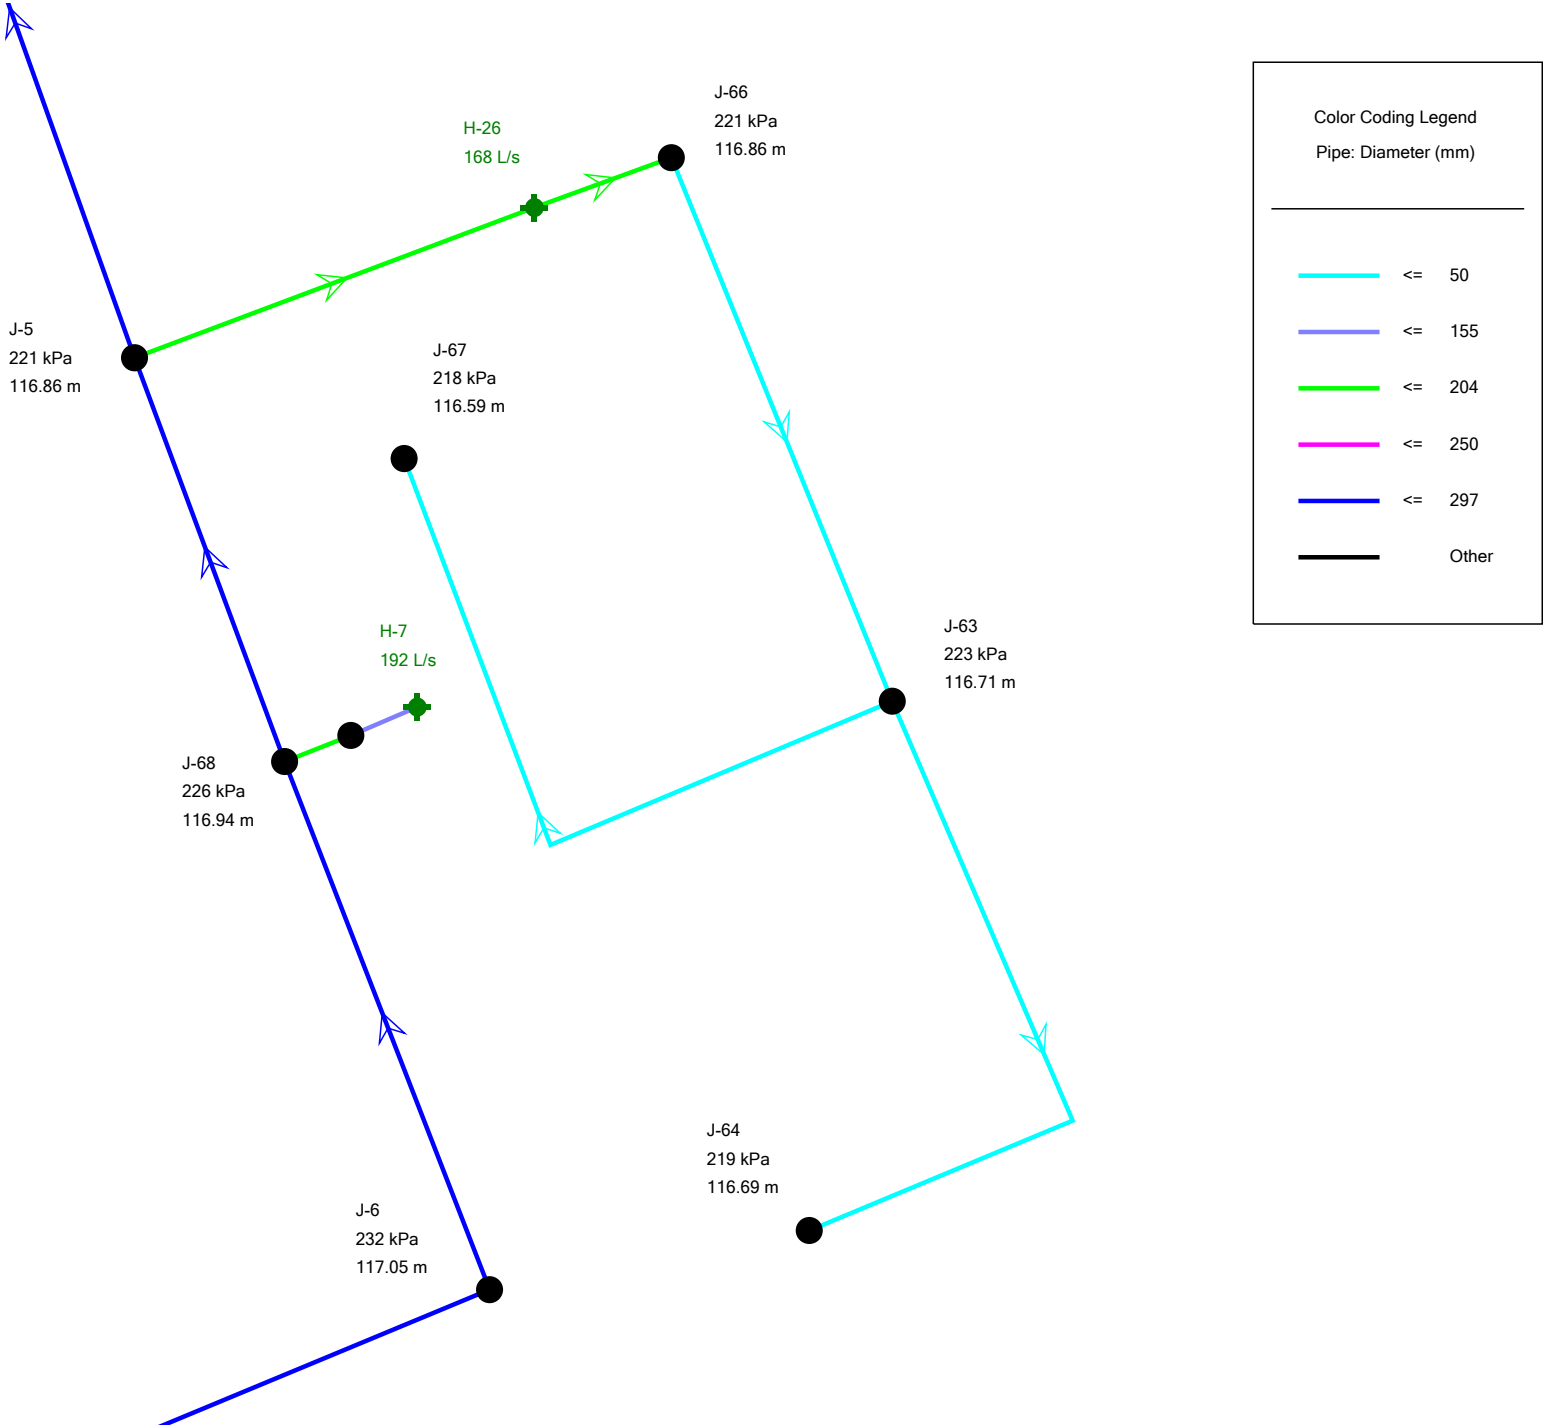 J-66
221 kPa
116.86 m
H-26
168 L/s
Color Coding Legend
Pipe: Diameter (mm)
<= 50
<= 155
<= 204
<= 250
<= 297
Other
J-5
221 kPa
116.86 m
J-67
218 kPa
116.59 m
H-7
192 L/s
J-63
223 kPa
116.71 m
J-68
226 kPa
116.94 m
J-64
219 kPa
116.69 m
J-6
232 kPa
117.05 m